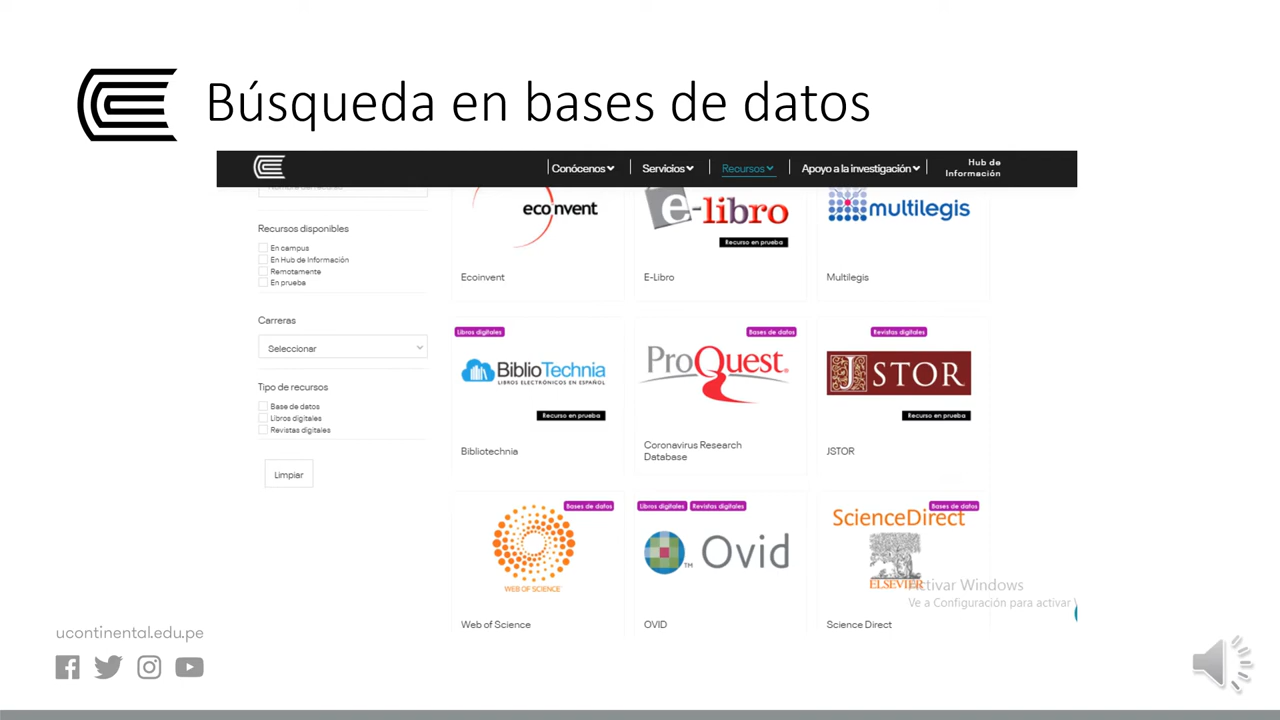 Búsqueda en bases de datos
Conócenos
Servicios
Recursos
Apoyo a la investigación
Hub de
Información
Recursos disponibles
En campus
En Hub de Información
Remotamente
En prueba
Carreras
Seleccionar
Tipo de recursos
Base de datos
Libros digitales
Revistas digitales
Limpiar
ecoinvent
Ecoinvent
e-libro
Recurso en prueba
E-Libro
multilegis
Multilegis
Libros digitales
BiblioTechnia
LIBROS ELECTRÓNICOS EN ESPAÑOL
Recurso en prueba
Bibliotechnia
Bases de datos
ProQuest
Coronavirus Research
Database
Revistas digitales
JSTOR
Recurso en prueba
JSTOR
Bases de datos
WEB OF SCIENCE
Web of Science
Libros digitales
Revistas digitales
Ovid
TM
OVID
Bases de datos
ScienceDirect
ELSEVIER
Science Direct
Activar Windows
Ve a Configuración para activar
ucontinental.edu.pe